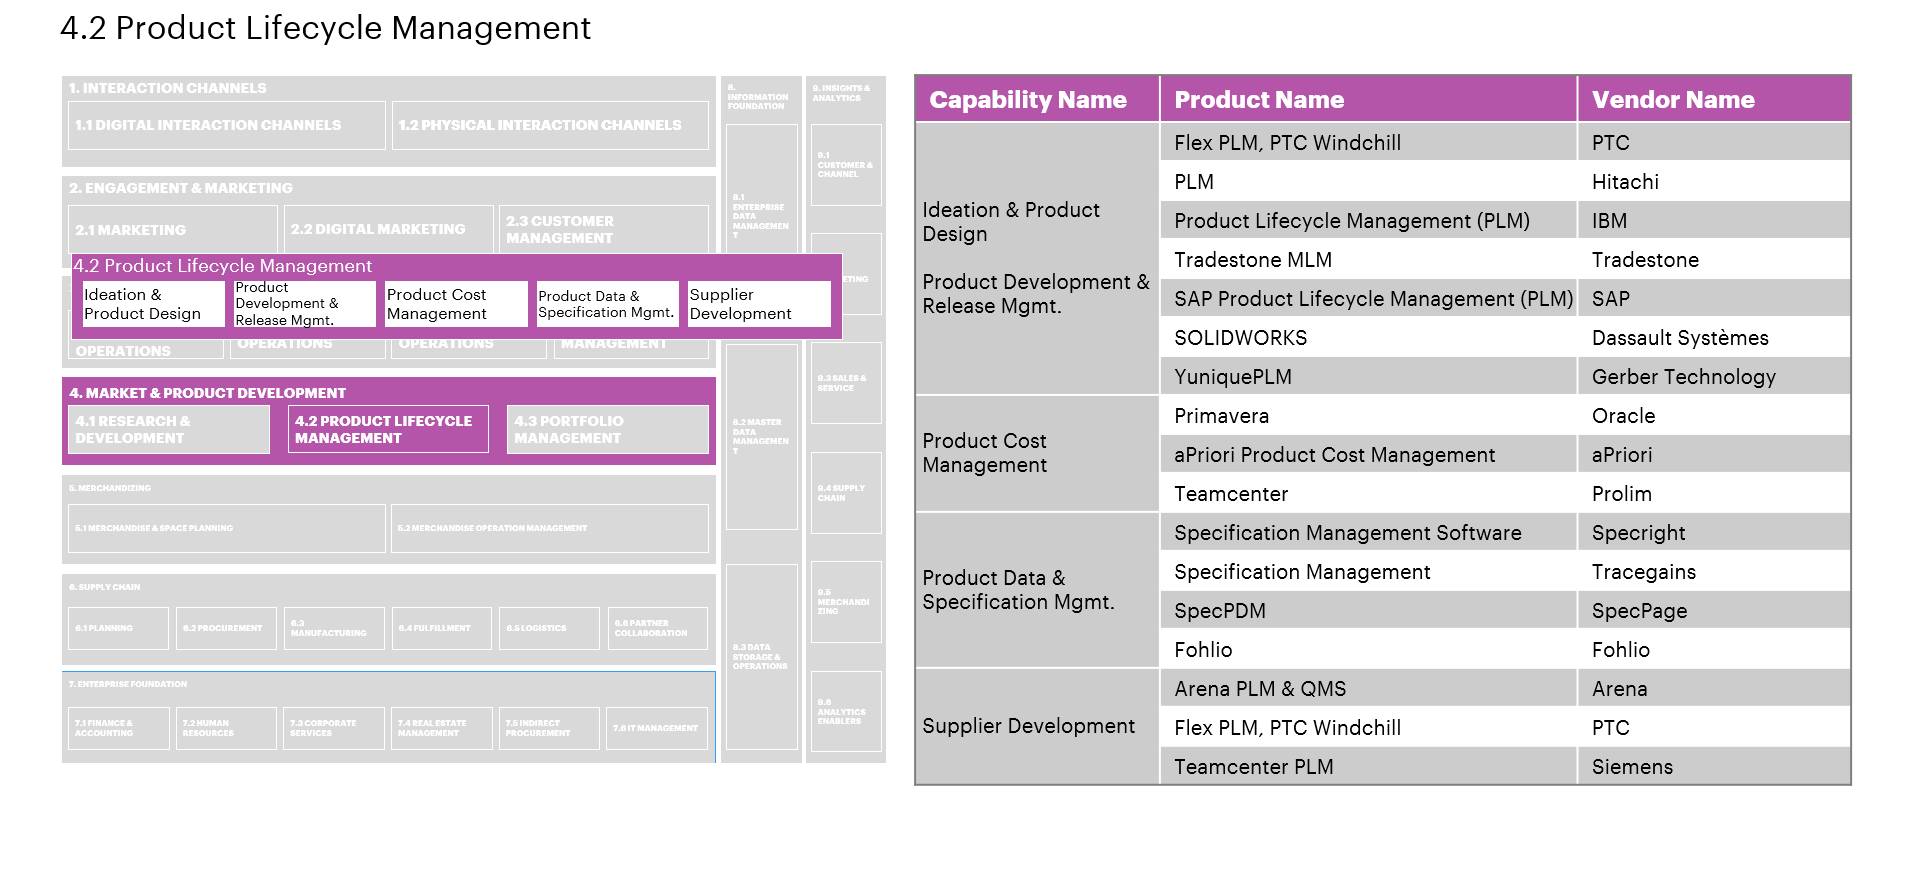 4.2 Product Lifecycle Management
1. INTERACTION CHANNELS
1.1 DIGITAL INTERACTION CHANNELS
1.2 PHYSICAL INTERACTION CHANNELS
2. ENGAGEMENT & MARKETING
2.1 MARKETING
2.2 DIGITAL MARKETING
2.3 CUSTOMER
MANAGEMENT
4.2 Product Lifecycle Management
Ideation &
Product Design
Product
Development &
Release Mgmt.
Product Cost
Management
Product Data &
Specification Mgmt.
Supplier
Development
OPERATIONS
OPERATIONS
OPERATIONS
MANAGEMENT
4. MARKET & PRODUCT DEVELOPMENT
4.1 RESEARCH &
DEVELOPMENT
4.2 PRODUCT LIFECYCLE
MANAGEMENT
4.3 PORTFOLIO
MANAGEMENT
5. MERCHANDIZING
5.1 MERCHANDISE & SPACE PLANNING
5.2 MERCHANDISE OPERATION MANAGEMENT
6. SUPPLY CHAIN
6.1 PLANNING
6.2 PROCUREMENT
6.3
MANUFACTURING
6.4 FULFILLMENT
6.5 LOGISTICS
6.6 PARTNER
COLLABORATION
7. ENTERPRISE FOUNDATION
7.1 FINANCE &
ACCOUNTING
7.2 HUMAN
RESOURCES
7.3 CORPORATE
SERVICES
7.4 REAL ESTATE
MANAGEMENT
7.5 INDIRECT
PROCUREMENT
7.6 IT MANAGEMENT
8.
INFORMATION
FOUNDATION
8.1
ENTERPRISE
DATA
MANAGEMEN
T
8.2 MASTER
DATA
MANAGEMEN
T
8.3 DATA
STORAGE &
OPERATIONS
9. INSIGHTS &
ANALYTICS
9.1
CUSTOMER &
CHANNEL
ETING
9.3 SALES &
SERVICE
9.4 SUPPLY
CHAIN
9.5
MERCHANDI
ZING
9.6
ANALYTICS
ENABLERS
Capability Name Product Name Vendor Name
Ideation & Product
Design
Product Development &
Release Mgmt.
Flex PLM, PTC Windchill PTC
PLM Hitachi
Product Lifecycle Management (PLM) IBM
Tradestone MLM Tradestone
SAP Product Lifecycle Management (PLM) SAP
SOLIDWORKS Dassault Systèmes
YuniquePLM Gerber Technology
Product Cost
Management
Primavera Oracle
aPriori Product Cost Management aPriori
Teamcenter Prolim
Product Data &
Specification Mgmt.
Specification Management Software Specright
Specification Management Tracegains
SpecPDM SpecPage
Fohlio Fohlio
Supplier Development
Arena PLM & QMS Arena
Flex PLM, PTC Windchill PTC
Teamcenter PLM Siemens